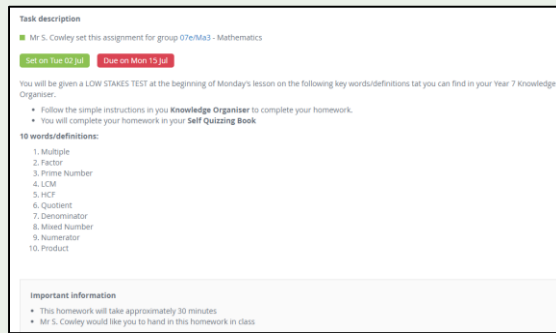 Task description
Mr S. Cowley set this assignment for group 07e/Ma3 - Mathematics
Set on Tue 02 Jul Due on Mon 15 Jul
You will be given a LOW STAKES TEST at the beginning of Monday's lesson on the following key words/definitions tat you can find in your Year 7 Knowledge
Organiser.
• Follow the simple instructions in you Knowledge Organiser to complete your homework.
• You will complete your homework in your Self Quizzing Book
10 words/definitions:
1. Multiple
2. Factor
3. Prime Number
4. LCM
5. HCF
6. Quotient
7. Denominator
8. Mixed Number
9. Numerator
10. Product
Important information
• This homework will take approximately 30 minutes
• Mr S. Cowley would like you to hand in this homework in class